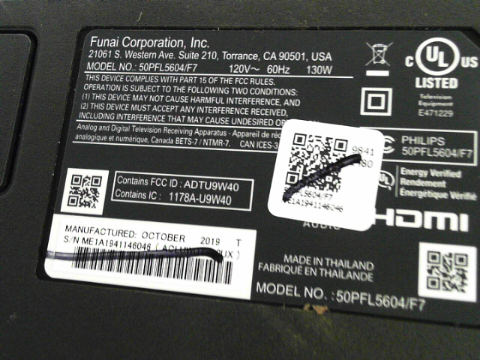 Funai Corporation, Inc.
21061 S. Western Ave. Suite 210, Torrance, CA 90501, USA
MODEL NO.: 50PFL5604/F7 120V~ 60Hz 130W
THIS DEVICE COMPLIES WITH PART 15 OF THE FCC RULES.
OPERATION IS SUBJECT TO THE FOLLOWING TWO CONDITIONS:
(1) THIS DEVICE MAY NOT CAUSE HARMFUL INTERFERENCE, AND
(2) THIS DEVICE MUST ACCEPT ANY INTERFERENCE RECEIVED,
INCLUDING INTERFERENCE THAT MAY CAUSE UNDESIRED
Analog and Digital Television Receiving Apparatus - Appareil de
analogique et numérique, Canada BETS-7 / NTMR-7. CAN ICES-3
C UL US
LISTED
Television
Equipment
E471229
PHILIPS
50PFL5604/F7
Energy Verified
Rendement
Énergétique Vérifié
9841
80
/F7
ME1A1941146046
AUDIO
HDMI
Contains FCC ID : ADTU9W40
Contains IC : 1178A-U9W40
MANUFACTURED: OCTOBER 2019 T
S/N ME1A1941146046
MADE IN THAILAND
FABRIQUÉ EN THAÏLANDE
MODEL NO. :50PFL5604/F7